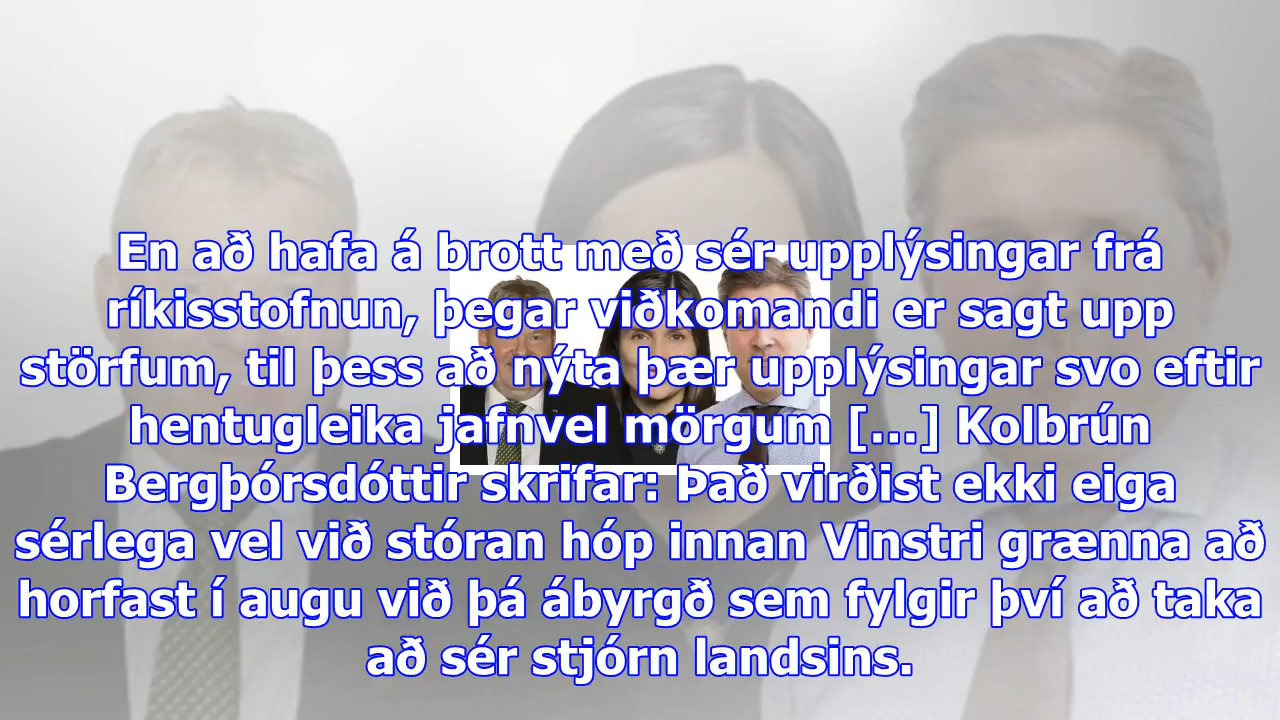 En að hafa á brott með sér upplýsingar frá
ríkisstofnun, þegar viðkomandi er sagt upp
störfum, til þess að nýta þær upplýsingar svo eftir
hentugleika jafnvel mörgum [...] Kolbrún
Bergþórsdóttir skrifar: Það virðist ekki eiga
sérlega vel við stóran hóp innan Vinstri grænna að
horfast í augu við þá ábyrgð sem fylgir því að taka
að sér stjórn landsins.